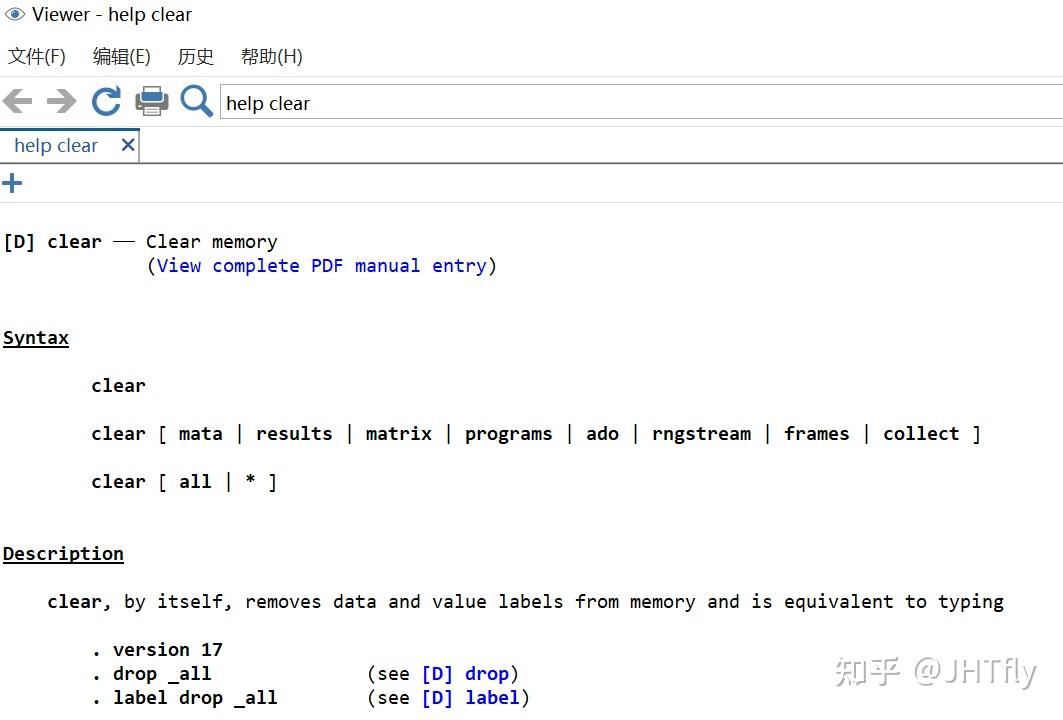 Viewer - help clear
文件(F) 编辑(E) 历史 帮助(H)
help clear
help clear ×
+
[D] clear — Clear memory
(View complete PDF manual entry)
Syntax
clear
clear [ mata | results | matrix | programs | ado | rngstream | frames | collect ]
clear [ all | * ]
Description
clear, by itself, removes data and value labels from memory and is equivalent to typing
. version 17
. drop _all (see [D] drop)
. label drop _all (see [D] label)
知乎 @JHTfly